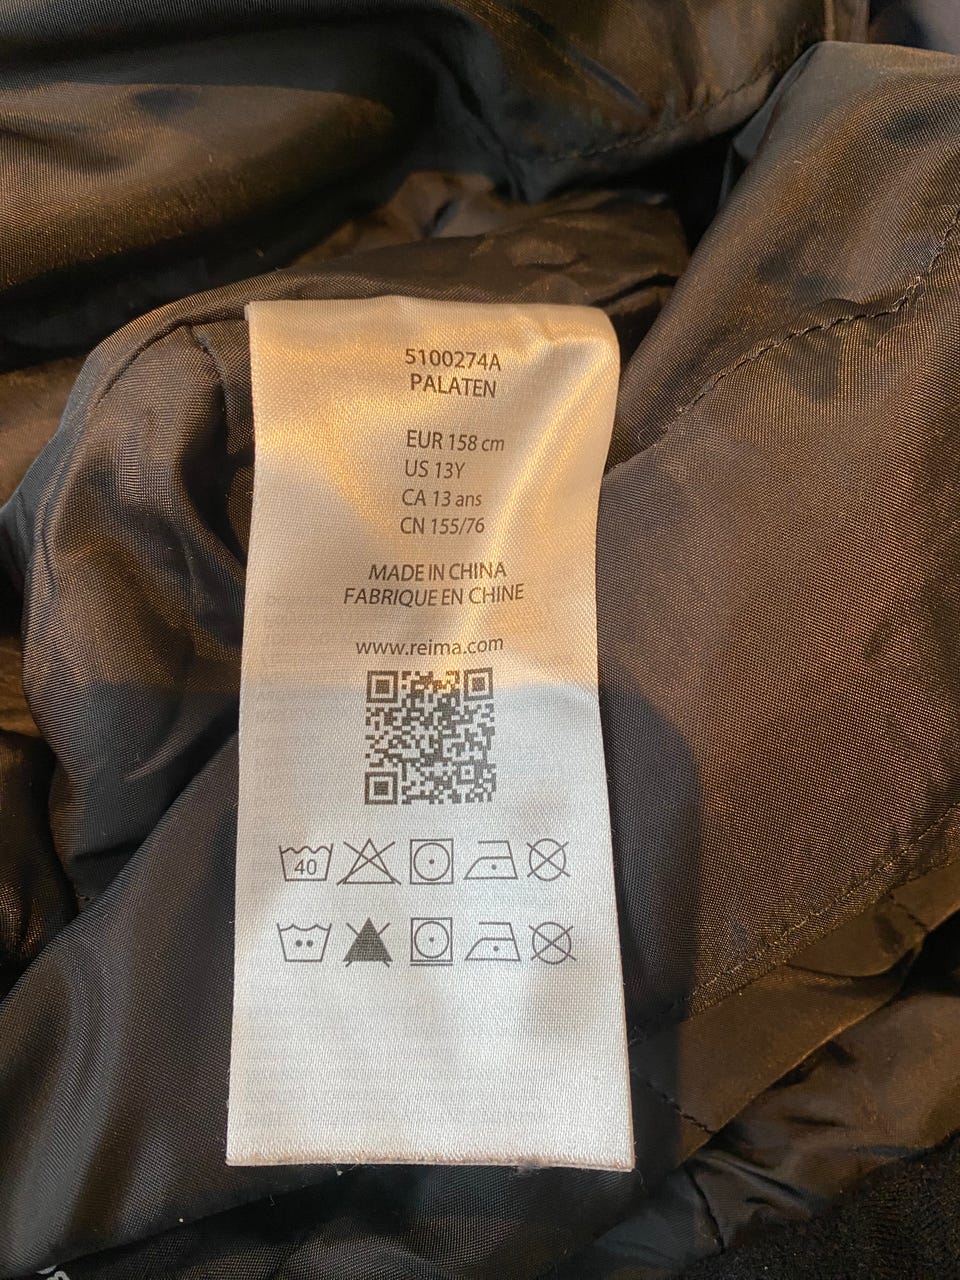 5100274A
PALATEN
EUR 158 cm
US 13Y
CA 13 ans
CN 155/76
MADE IN CHINA
FABRIQUE EN CHINE
www.reima.com
40